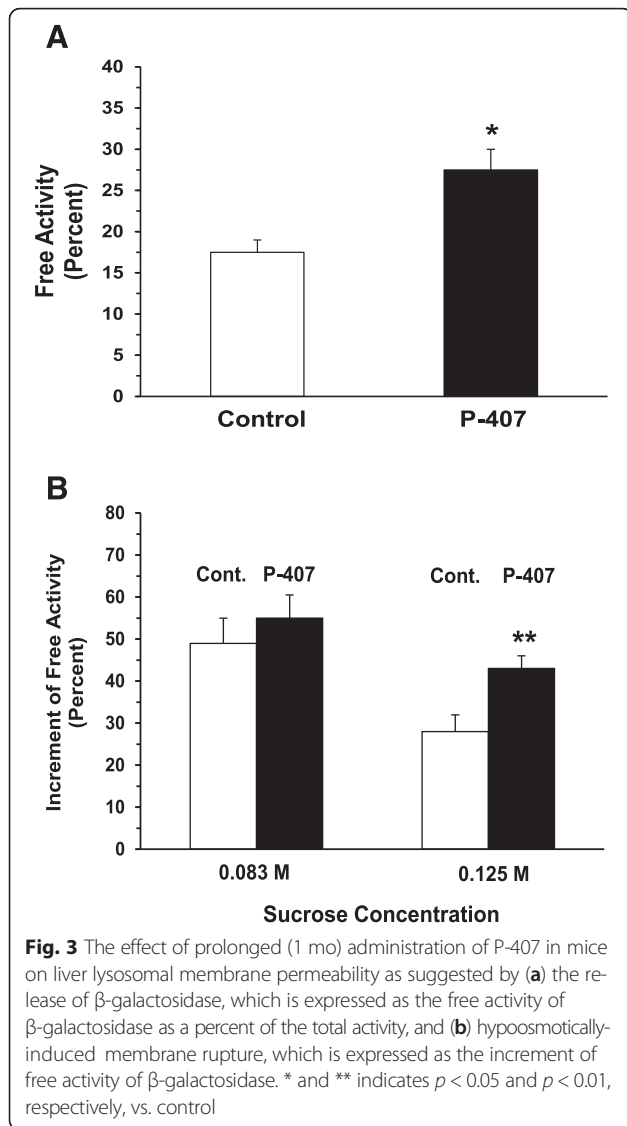 A
40
35
30
25
20
15
10
5
0
Free Activity
(Percent)
*
Control P-407
B
80
70
60
50
40
30
20
10
0
Increment of Free Activity
(Percent)
Cont. P-407 Cont. P-407
**
0.083 M 0.125 M
Sucrose Concentration
Fig. 3 The effect of prolonged (1 mo) administration of P-407 in mice
on liver lysosomal membrane permeability as suggested by (a) the re-
lease of β-galactosidase, which is expressed as the free activity of
β-galactosidase as a percent of the total activity, and (b) hypoosmotically-
induced membrane rupture, which is expressed as the increment of
free activity of β-galactosidase. * and ** indicates p < 0.05 and p < 0.01,
respectively, vs. control